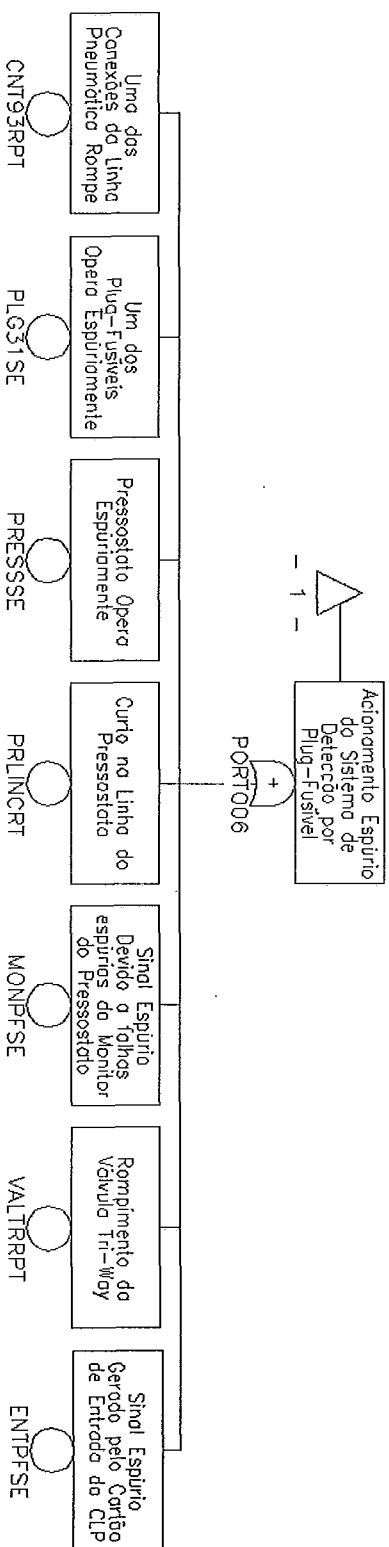 Acionamento Espúrio
do Sistema de
Detecção por
Plug-Fusível
- 1 -
PORT006
+
Uma das
Conexões da Linha
Pneumática Rompe
CNT93RPT
Um dos
Plug-Fusíveis
Opera Espúriamente
PLG31SE
Pressostato Opera
Espúriamente
PRESSSE
Curto na Linha do
Pressostato
PRLINCRT
Sinal Espúrio
Devido a falhas
espúrias do Monitor
do Pressostato
MONPFSE
Rompimento da
Válvula Tri-Way
VALTRRPT
Sinal Espúrio
Gerado pelo Cartão
de Entrada da CLP
ENTPFSE